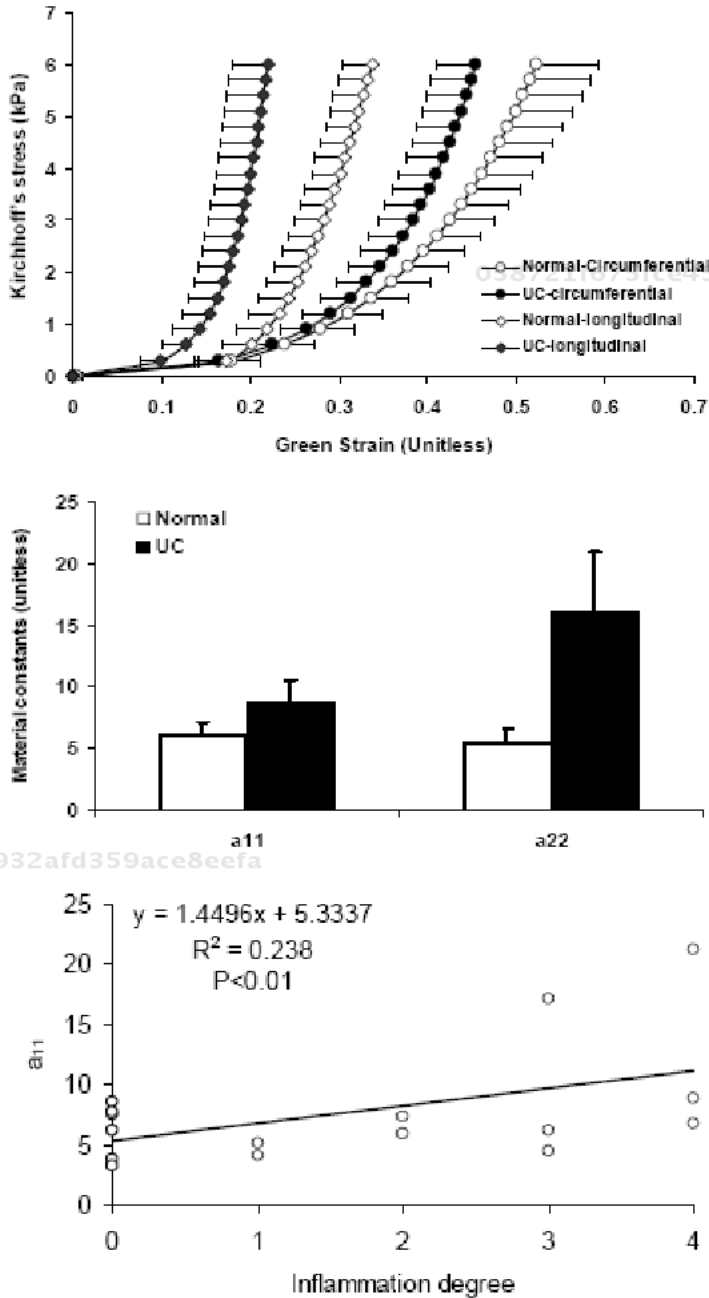 7
6
5
4
3
2
1
0
Kirchhoff's stress (kPa)
Normal-Circumferential
UC-circumferential
Normal-longitudinal
UC-longitudinal
0 0.1 0.2 0.3 0.4 0.5 0.6 0.7
Green Strain (Unitless)
25
20
15
10
5
0
Material constants (unitless)
Normal
UC
a11 a22
932afd359ace8eefa
25
20
15
10
5
0
a11
y = 1.4496x + 5.3337
R² = 0.238
P<0.01
0 1 2 3 4
Inflammation degree